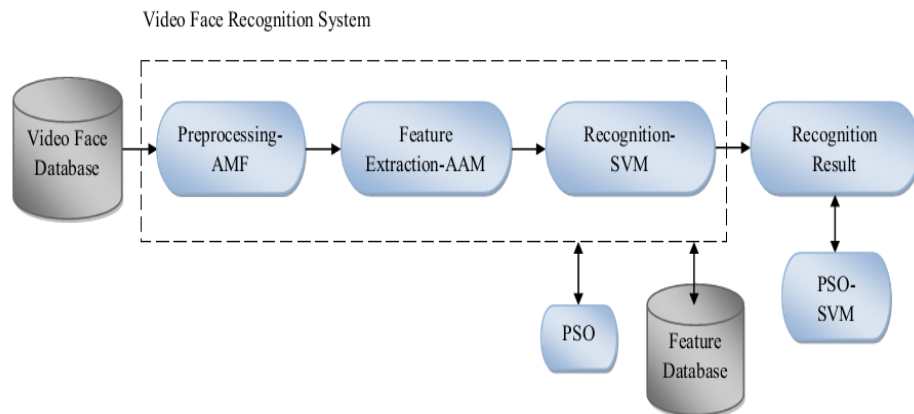 Video Face Recognition System
Video Face
Database
Preprocessing-
AMF
Feature
Extraction-AAM
Recognition-
SVM
Recognition
Result
PSO
Feature
Database
PSO-
SVM